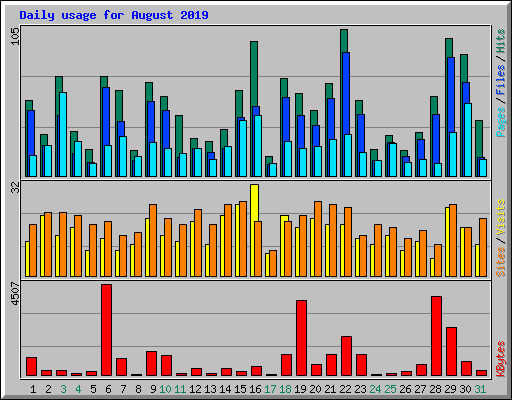 Daily usage for August 2019
105
32
4507
Pages / Files / Hits
Sites / Visits
KBytes
1 2 3 4 5 6 7 8 9 10 11 12 13 14 15 16 17 18 19 20 21 22 23 24 25 26 27 28 29 30 31